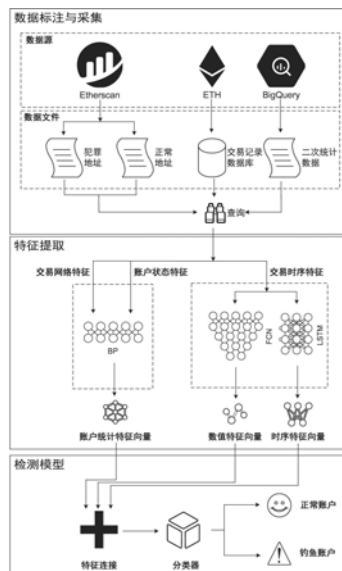 数据标注与采集
数据源
Etherscan
ETH
BigQuery
数据文件
犯罪
地址
正常
地址
交易记录
数据库
二次统计
数据
查询
特征提取
交易网络特征
账户状态特征
交易时序特征
BP
FCN
LSTM
账户统计特征向量
数值特征向量
时序特征向量
检测模型
特征连接
分类器
正常账户
钓鱼账户